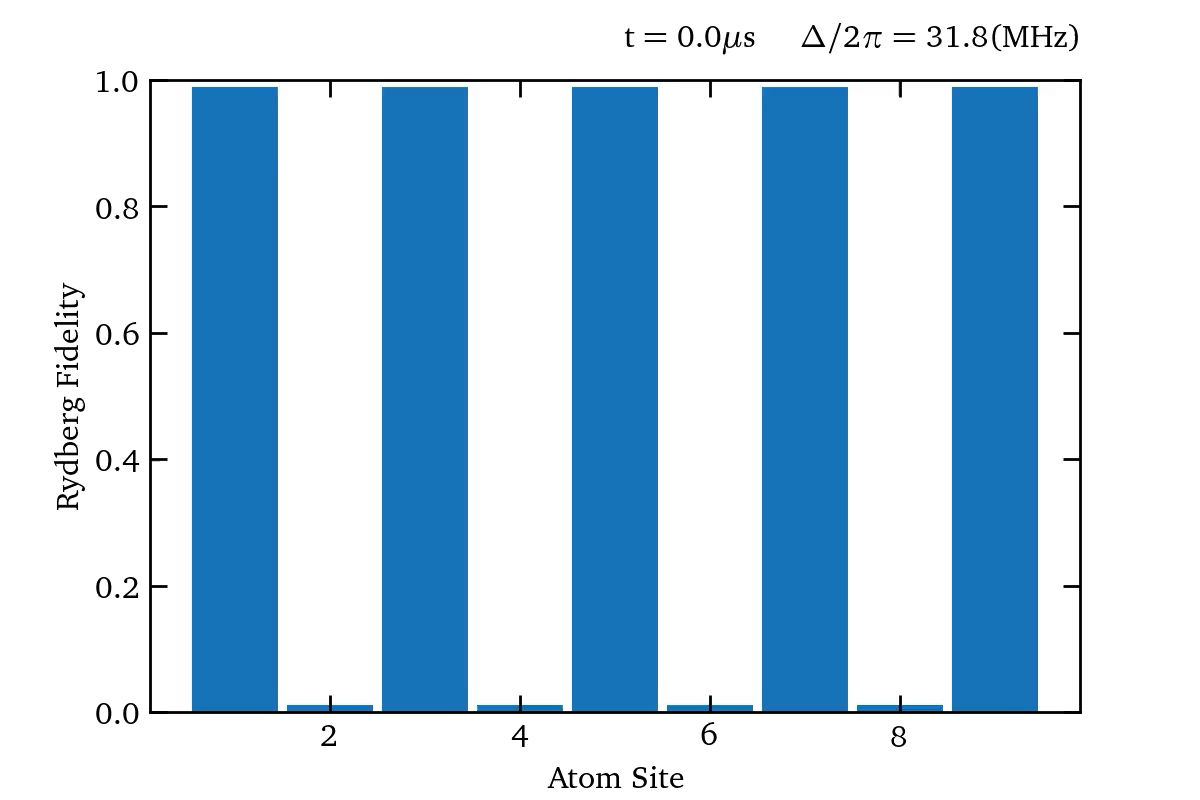 t = 0.0μs Δ/2π = 31.8(MHz)
1.0
0.8
0.6
0.4
0.2
0.0
Rydberg Fidelity
2 4 6 8
Atom Site